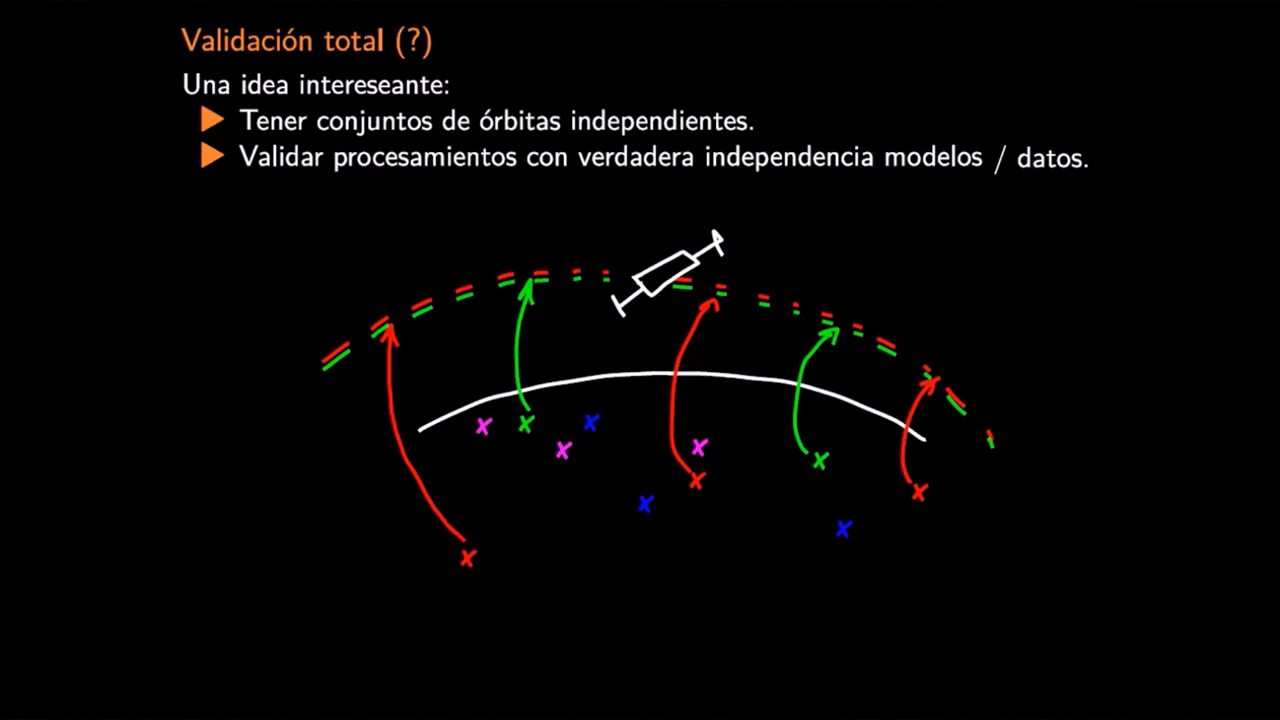 Validación total (?)
Una idea intereseante:
Tener conjuntos de órbitas independientes.
Validar procesamientos con verdadera independencia modelos / datos.